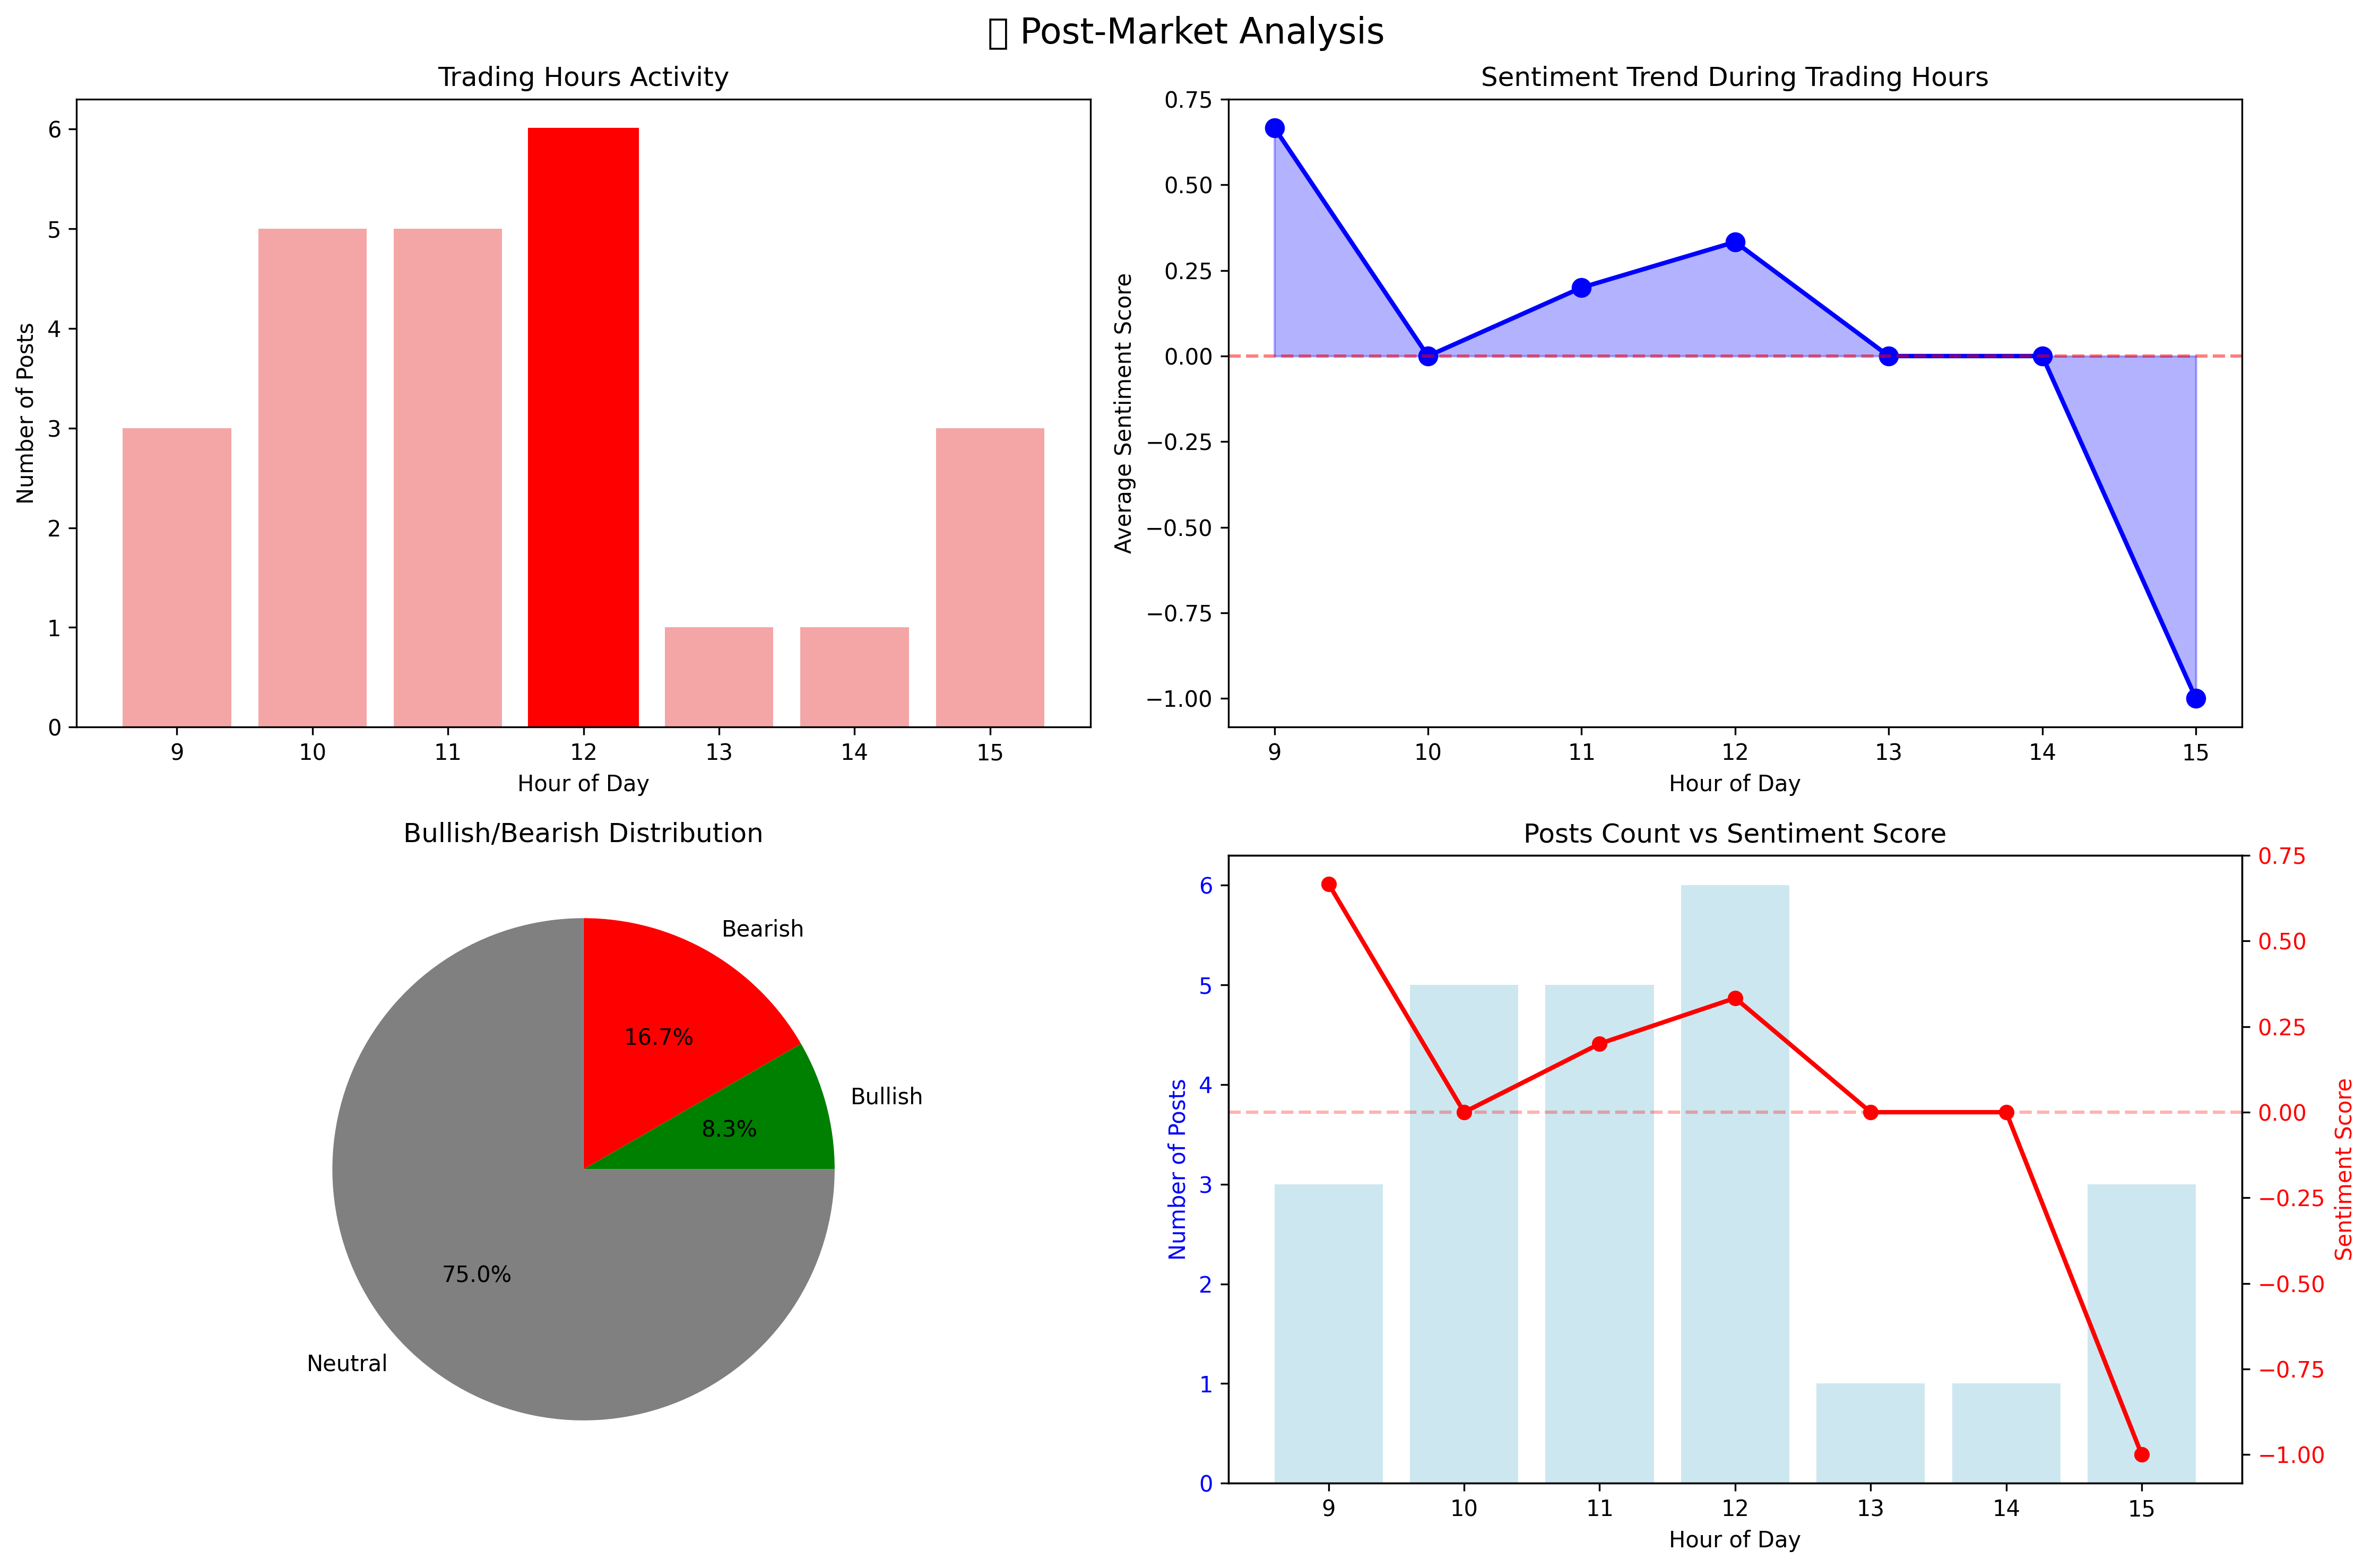 Post-Market Analysis
Trading Hours Activity
Number of Posts
6
5
4
3
2
1
0
9 10 11 12 13 14 15
Hour of Day
Sentiment Trend During Trading Hours
Average Sentiment Score
0.75
0.50
0.25
0.00
−0.25
−0.50
−0.75
−1.00
9 10 11 12 13 14 15
Hour of Day
Bullish/Bearish Distribution
Bearish
16.7%
Bullish
8.3%
75.0%
Neutral
Posts Count vs Sentiment Score
Number of Posts
6
5
4
3
2
1
0
0.75
0.50
0.25
0.00
−0.25
−0.50
−0.75
−1.00
Sentiment Score
9 10 11 12 13 14 15
Hour of Day